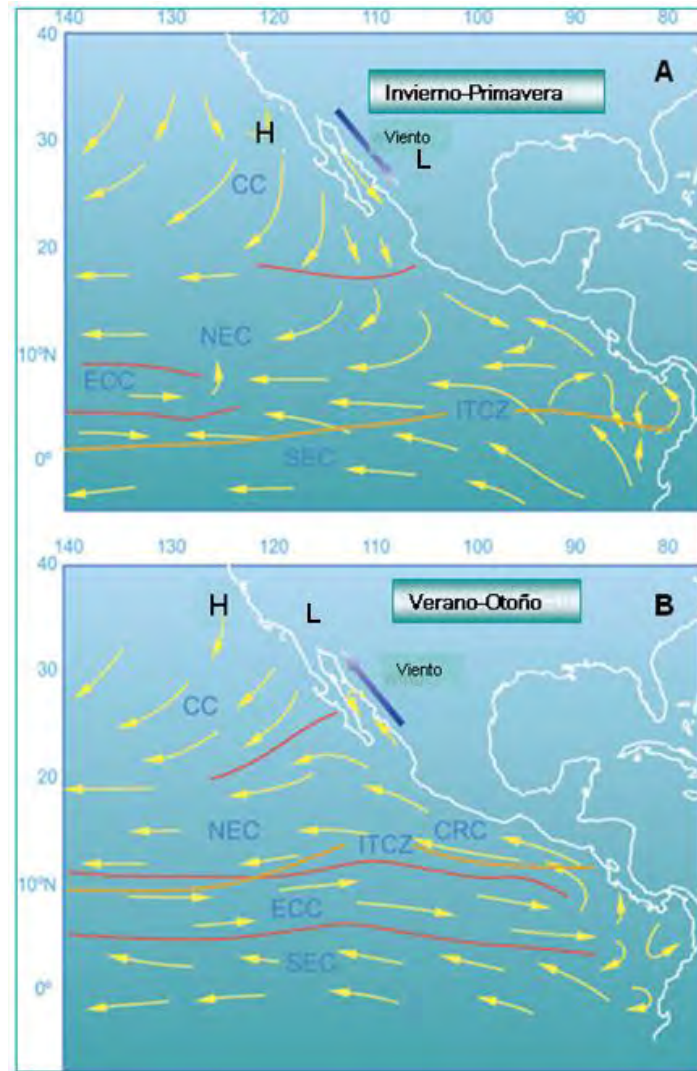 140 130 120 110 100 90 80
40
A
Invierno-Primavera
30
H
Viento
L
CC
20
NEC
10ºN
ECC
ITCZ
0º
SEC
140 130 120 110 100 90 80
40
H
L
Verano-Otoño
B
30
Viento
CC
20
NEC
CRC
ITCZ
10ºN
ECC
SEC
0º